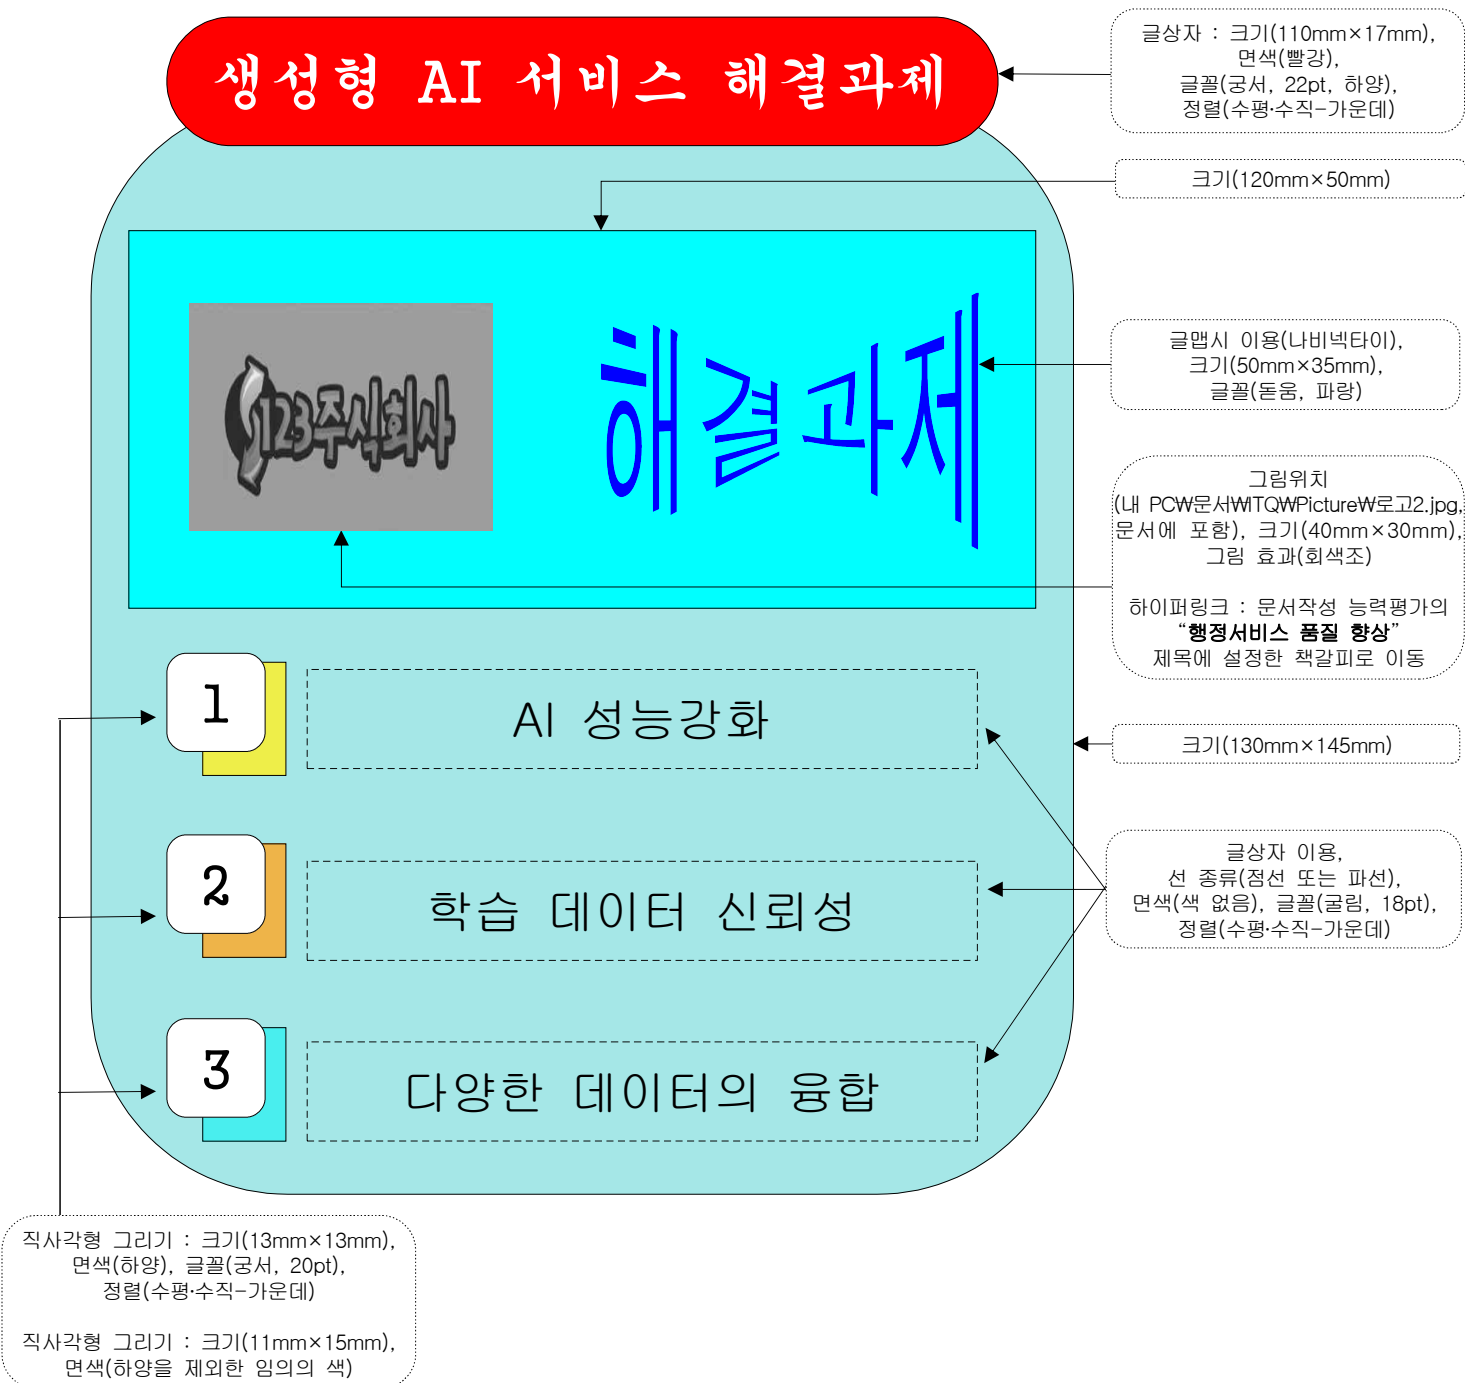 생성형 AI 서비스 해결과제
글상자 : 크기(110mm×17mm),
면색(빨강),
글꼴(궁서, 22pt, 하양),
정렬(수평·수직-가운데)
크기(120mm×50mm)
123주식회사
해결과제
글맵시 이용(나비넥타이),
크기(50mm×35mm),
글꼴(돋움, 파랑)
그림위치
(내 PC₩문서₩ITQ₩Picture₩로고2.jpg,
문서에 포함), 크기(40mm×30mm),
그림 효과(회색조)
하이퍼링크 : 문서작성 능력평가의
“행정서비스 품질 향상”
제목에 설정한 책갈피로 이동
1
AI 성능강화
크기(130mm×145mm)
2
학습 데이터 신뢰성
글상자 이용,
선 종류(점선 또는 파선),
면색(색 없음), 글꼴(굴림, 18pt),
정렬(수평·수직-가운데)
3
다양한 데이터의 융합
직사각형 그리기 : 크기(13mm×13mm),
면색(하양), 글꼴(궁서, 20pt),
정렬(수평·수직-가운데)
직사각형 그리기 : 크기(11mm×15mm),
면색(하양을 제외한 임의의 색)